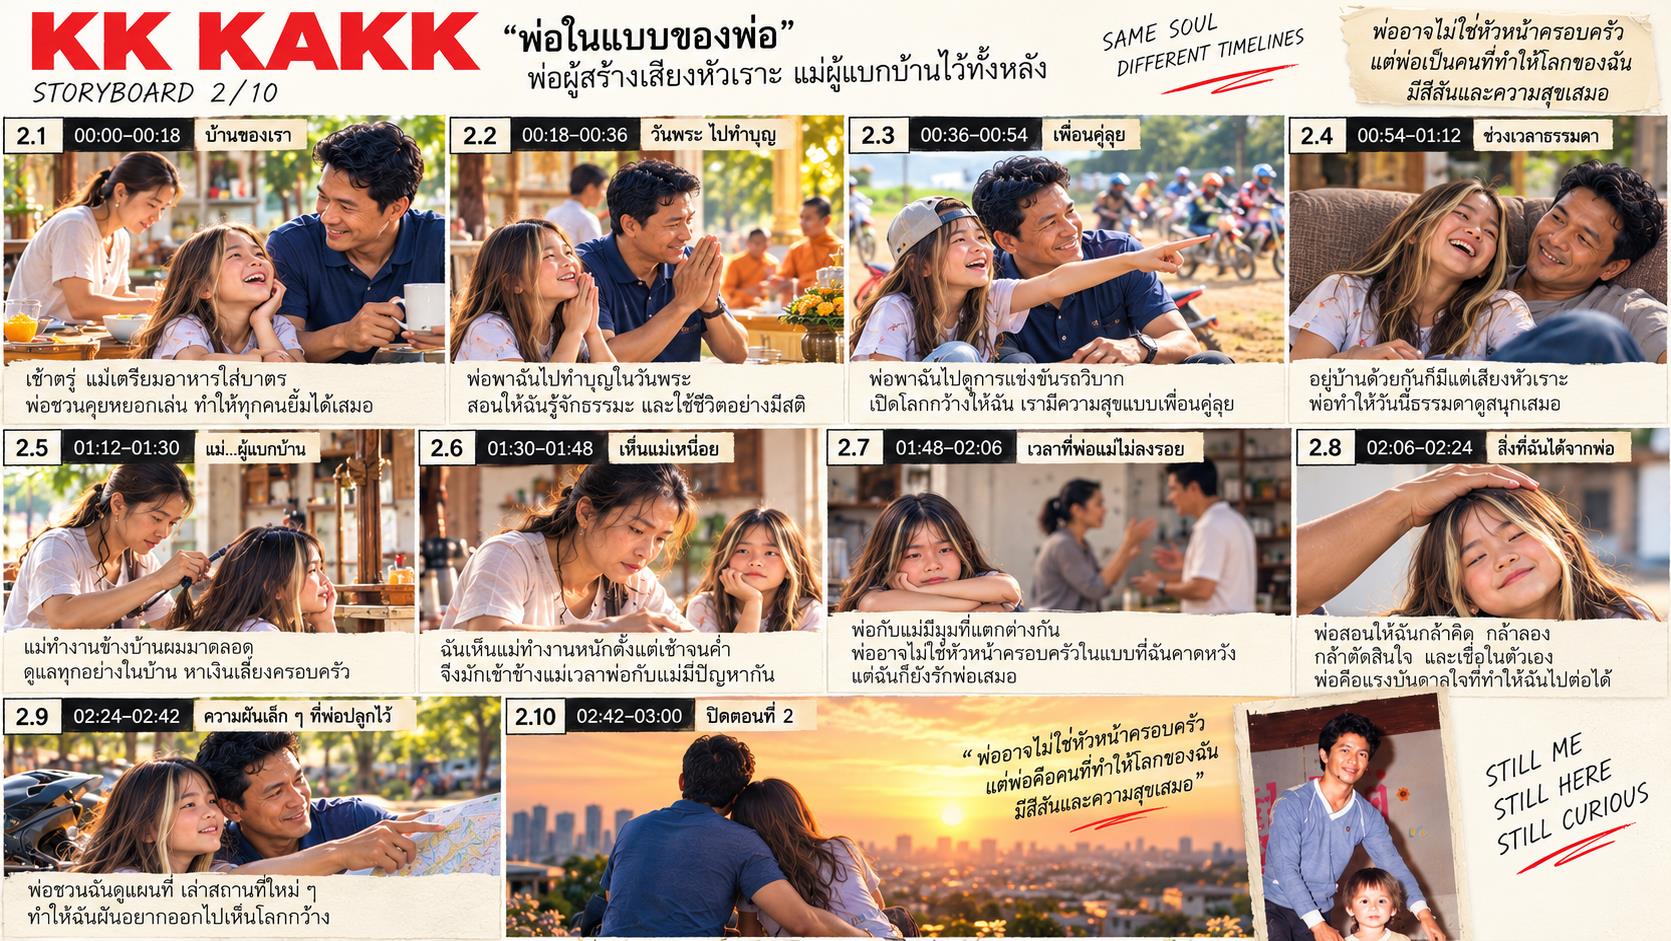 KK KAKK
STORYBOARD 2/10
“พ่อในแบบของพ่อ”
พ่อผู้สร้างเสียงหัวเราะ แม่ผู้แบกบ้านไว้ทั้งหลัง
SAME SOUL
DIFFERENT TIMELINES
พ่ออาจไม่ใช่หัวหน้าครอบครัว
แต่พ่อเป็นคนที่ทำให้โลกของฉัน
มีสีสันและความสุขเสมอ
2.1 00:00–00:18 บ้านของเรา
เช้าตรู่ แม่เตรียมอาหารใส่บาตร
พ่อชวนคุยหยอกเล่น ทำให้ทุกคนยิ้มได้เสมอ
2.2 00:18–00:36 วันพระ ไปทำบุญ
พ่อพาฉันไปทำบุญในวันพระ
สอนให้ฉันรู้จักธรรมะ และใช้ชีวิตอย่างมีสติ
2.3 00:36–00:54 เพื่อนคู่ลุย
พ่อพาฉันไปดูการแข่งขันรถวิบาก
เปิดโลกกว้างให้ฉัน เรามีความสุขแบบเพื่อนคู่ลุย
2.4 00:54–01:12 ช่วงเวลาธรรมดา
อยู่บ้านด้วยกันก็มีแต่เสียงหัวเราะ
พ่อทำให้วันนี้ธรรมดาดูสนุกเสมอ
2.5 01:12–01:30 แม่...ผู้แบกบ้าน
แม่ทำงานข้างบ้านผมมาตลอด
ดูแลทุกอย่างในบ้าน หาเงินเลี้ยงครอบครัว
2.6 01:30–01:48 เห็นแม่เหนื่อย
ฉันเห็นแม่ทำงานหนักตั้งแต่เช้าจนค่ำ
จึงมักเข้าข้างแม่เวลาพ่อกับแม่มีปัญหากัน
2.7 01:48–02:06 เวลาที่พ่อแม่ไม่ลงรอย
พ่อกับแม่มีมุมที่แตกต่างกัน
พ่ออาจไม่ใช่หัวหน้าครอบครัวในแบบที่ฉันคาดหวัง
แต่ฉันก็ยังรักพ่อเสมอ
2.8 02:06–02:24 สิ่งที่ฉันได้จากพ่อ
พ่อสอนให้ฉันกล้าคิด กล้าลอง
กล้าตัดสินใจ และเชื่อในตัวเอง
พ่อคือแรงบันดาลใจที่ทำให้ฉันไปต่อได้
2.9 02:24–02:42 ความฝันเล็ก ๆ ที่พ่อปลูกไว้
พ่อชวนฉันดูแผนที่ เล่าสถานที่ใหม่ ๆ
ทำให้ฉันฝันอยากออกไปเห็นโลกกว้าง
2.10 02:42–03:00 ปิดตอนที่ 2
“ พ่ออาจไม่ใช่หัวหน้าครอบครัว
แต่พ่อคือคนที่ทำให้โลกของฉัน
มีสีสันและความสุขเสมอ”
STILL ME
STILL HERE
STILL CURIOUS